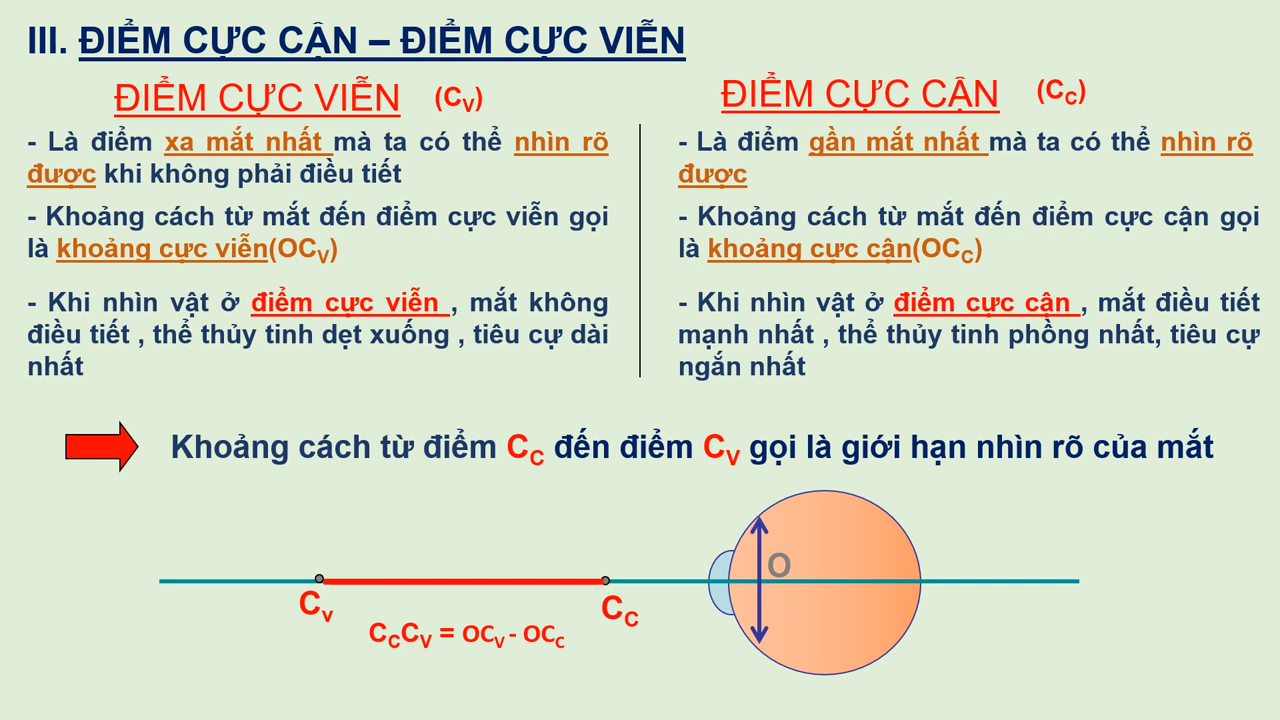 III. ĐIỂM CỰC CẬN – ĐIỂM CỰC VIỄN
ĐIỂM CỰC VIỄN (CV)
- Là điểm xa mắt nhất mà ta có thể nhìn rõ
được khi không phải điều tiết
- Khoảng cách từ mắt đến điểm cực viễn gọi
là khoảng cực viễn(OCV)
- Khi nhìn vật ở điểm cực viễn , mắt không
điều tiết , thể thủy tinh dẹt xuống , tiêu cự dài
nhất
ĐIỂM CỰC CẬN (CC)
- Là điểm gần mắt nhất mà ta có thể nhìn rõ
được
- Khoảng cách từ mắt đến điểm cực cận gọi
là khoảng cực cận(OCC)
- Khi nhìn vật ở điểm cực cận , mắt điều tiết
mạnh nhất , thể thủy tinh phồng nhất, tiêu cự
ngắn nhất
Khoảng cách từ điểm CC đến điểm CV gọi là giới hạn nhìn rõ của mắt
O
Cv
CC
CCCV = OCV - OCC